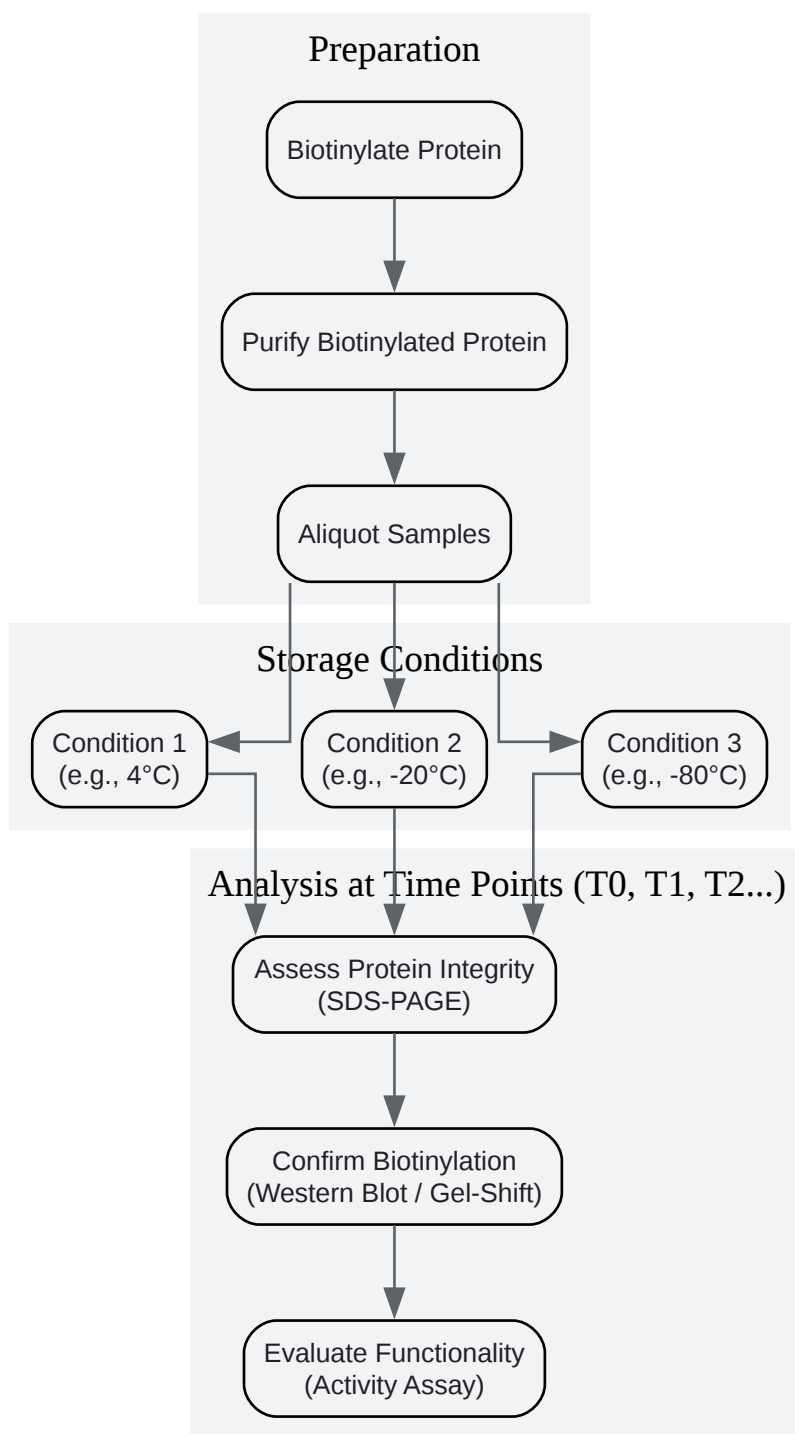 Preparation
Biotinylate Protein
Purify Biotinylated Protein
Aliquot Samples
Storage Conditions
Condition 1
(e.g., 4°C)
Condition 2
(e.g., -20°C)
Condition 3
(e.g., -80°C)
Analysis at Time Points (T0, T1, T2...)
Assess Protein Integrity
(SDS-PAGE)
Confirm Biotinylation
(Western Blot / Gel-Shift)
Evaluate Functionality
(Activity Assay)